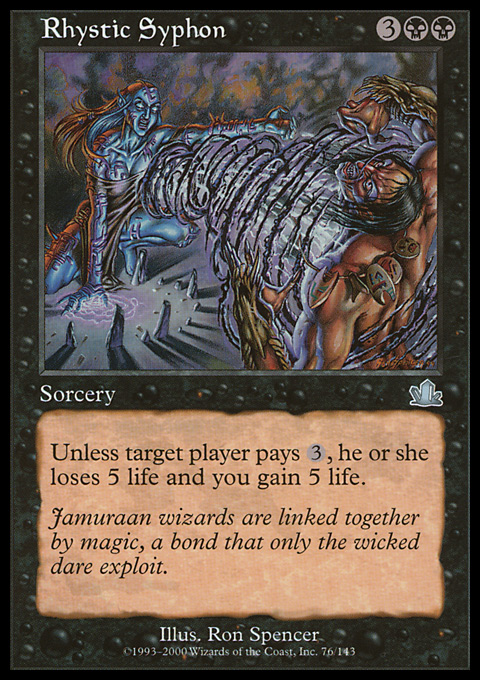 Rhystic Syphon 3
Sorcery
Unless target player pays 3, he or she
loses 5 life and you gain 5 life.
Jamuraan wizards are linked together
by magic, a bond that only the wicked
dare exploit.
Illus. Ron Spencer
©1993-2000 Wizards of the Coast, Inc. 76/143